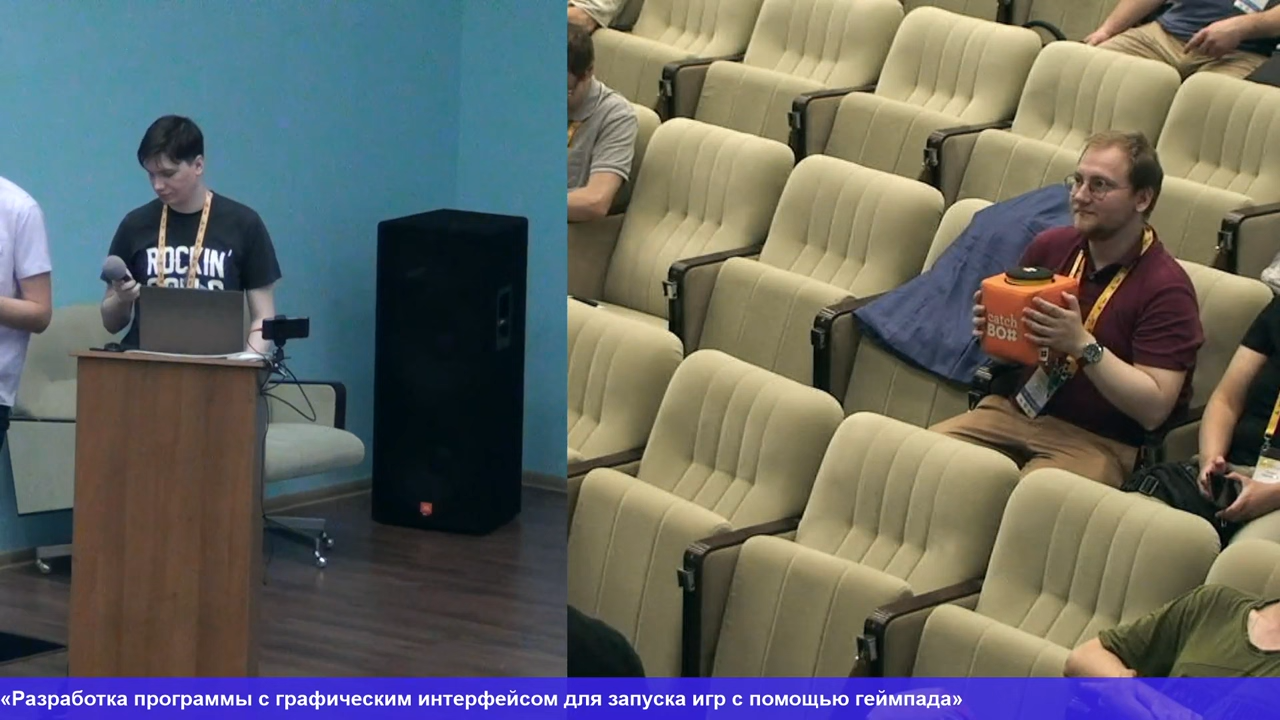 ROCKIN'
catch
BOX
«Разработка программы с графическим интерфейсом для запуска игр с помощью геймпада»